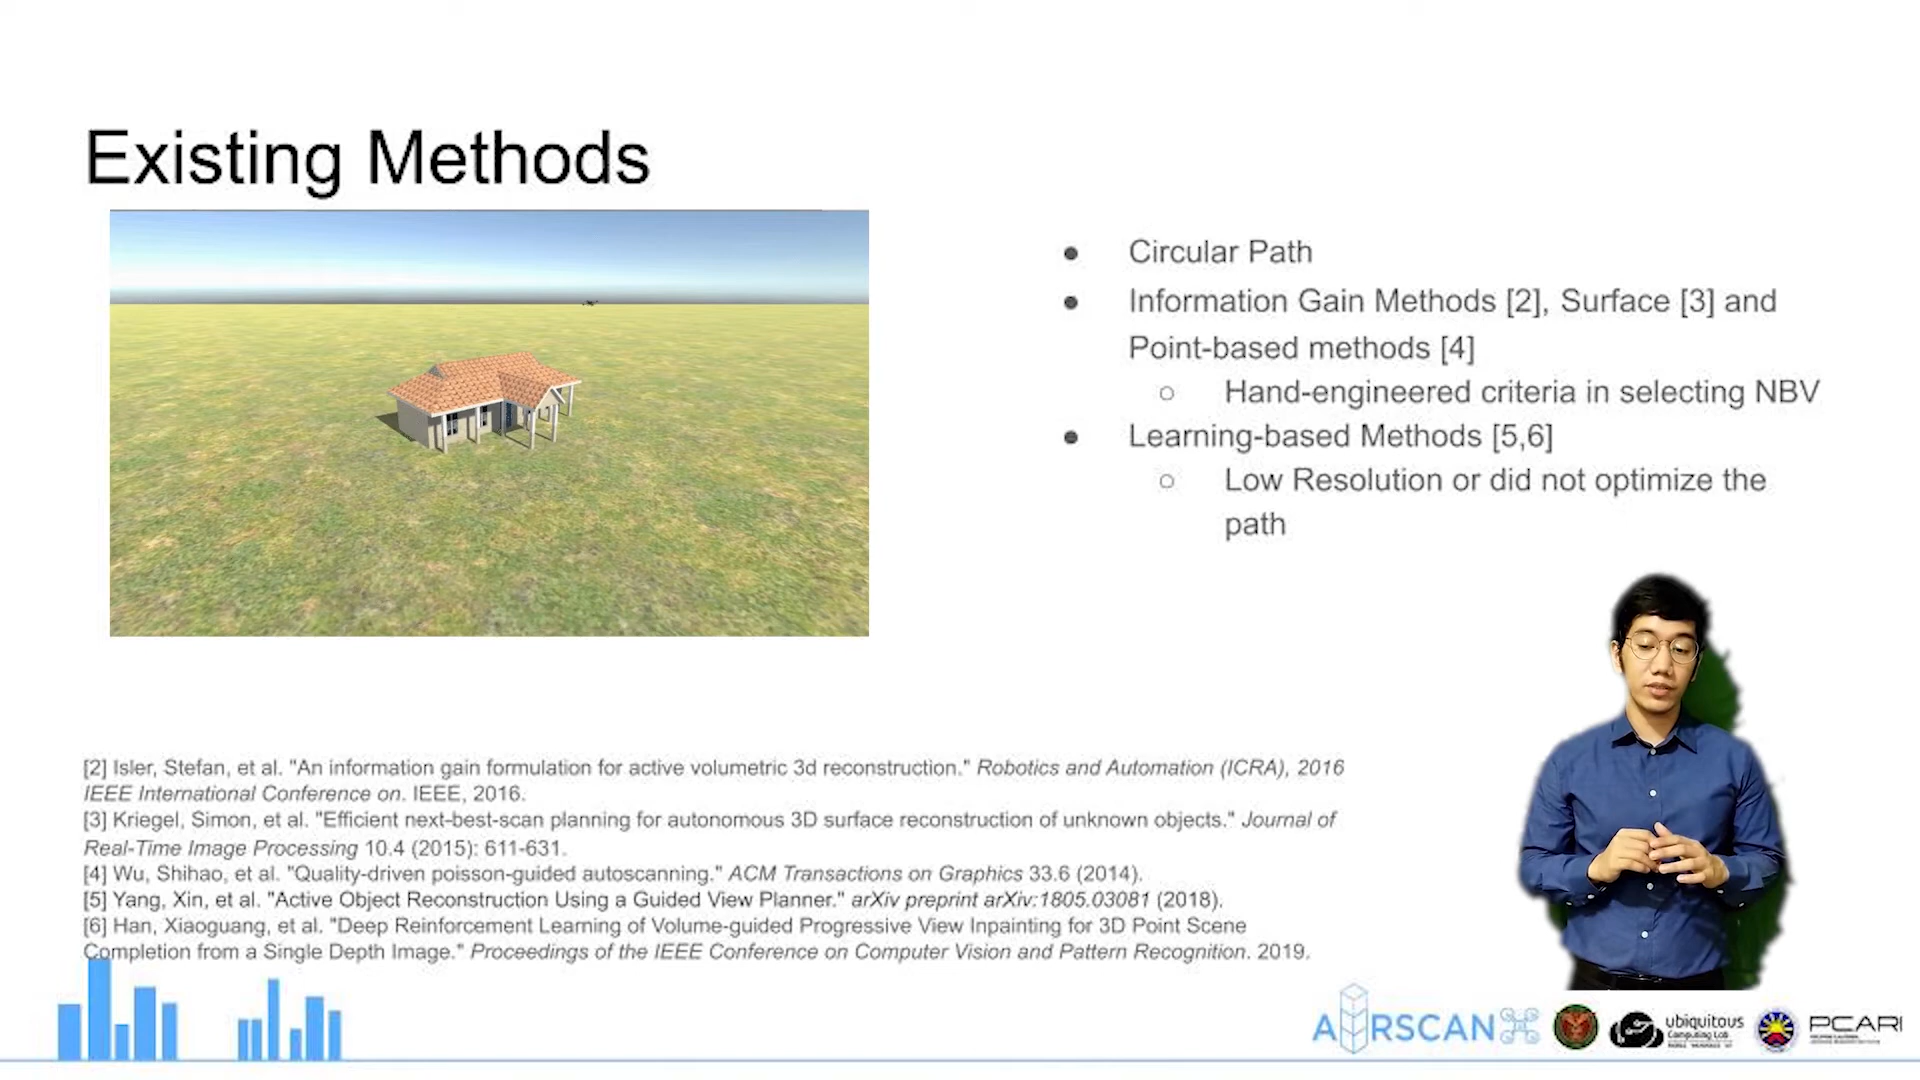 Existing Methods
● Circular Path
● Information Gain Methods [2], Surface [3] and
Point-based methods [4]
○ Hand-engineered criteria in selecting NBV
● Learning-based Methods [5,6]
○ Low Resolution or did not optimize the
path
[2] Isler, Stefan, et al. "An information gain formulation for active volumetric 3d reconstruction." Robotics and Automation (ICRA), 2016
IEEE International Conference on. IEEE, 2016.
[3] Kriegel, Simon, et al. "Efficient next-best-scan planning for autonomous 3D surface reconstruction of unknown objects." Journal of
Real-Time Image Processing 10.4 (2015): 611-631.
[4] Wu, Shihao, et al. "Quality-driven poisson-guided autoscanning." ACM Transactions on Graphics 33.6 (2014).
[5] Yang, Xin, et al. "Active Object Reconstruction Using a Guided View Planner." arXiv preprint arXiv:1805.03081 (2018).
[6] Han, Xiaoguang, et al. "Deep Reinforcement Learning of Volume-guided Progressive View Inpainting for 3D Point Scene
Completion from a Single Depth Image." Proceedings of the IEEE Conference on Computer Vision and Pattern Recognition. 2019.
AIRSCAN
ubiquitous
Computing Lab
PCARI